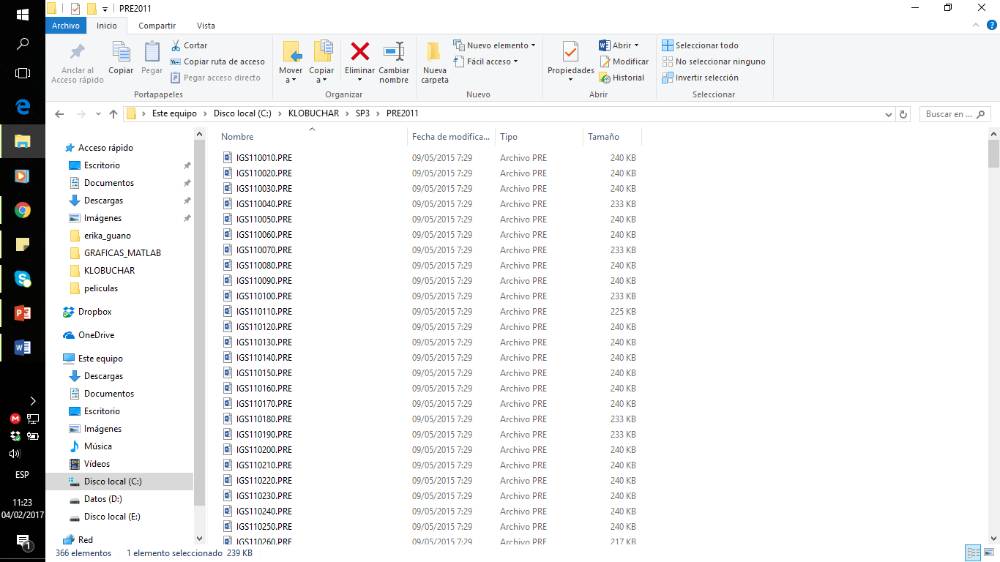 PRE2011
Archivo Inicio Compartir Vista
Anclar al Acceso rápido
Copiar
Pegar
Cortar
Copiar ruta de acceso
Pegar acceso directo
Portapapeles
Mover a
Copiar a
Eliminar
Cambiar nombre
Organizar
Nueva carpeta
Nuevo elemento
Fácil acceso
Nuevo
Propiedades
Abrir
Modificar
Historial
Abrir
Seleccionar todo
No seleccionar ninguno
Invertir selección
Seleccionar
Este equipo Disco local (C:) KLOBUCHAR SP3 PRE2011
Buscar en ...
Acceso rápido
Escritorio
Documentos
Descargas
Imágenes
erika_guano
GRAFICAS_MATLAB
KLOBUCHAR
peliculas
Dropbox
OneDrive
Este equipo
Descargas
Documentos
Escritorio
Imágenes
Música
Vídeos
Disco local (C:)
Datos (D:)
Disco local (E:)
Red
Nombre Fecha de modifica... Tipo Tamaño
IGS110010.PRE 09/05/2015 7:29 Archivo PRE 240 KB
IGS110020.PRE 09/05/2015 7:29 Archivo PRE 240 KB
IGS110030.PRE 09/05/2015 7:29 Archivo PRE 240 KB
IGS110040.PRE 09/05/2015 7:29 Archivo PRE 233 KB
IGS110050.PRE 09/05/2015 7:29 Archivo PRE 240 KB
IGS110060.PRE 09/05/2015 7:29 Archivo PRE 240 KB
IGS110070.PRE 09/05/2015 7:29 Archivo PRE 233 KB
IGS110080.PRE 09/05/2015 7:29 Archivo PRE 240 KB
IGS110090.PRE 09/05/2015 7:29 Archivo PRE 240 KB
IGS110100.PRE 09/05/2015 7:29 Archivo PRE 233 KB
IGS110110.PRE 09/05/2015 7:29 Archivo PRE 225 KB
IGS110120.PRE 09/05/2015 7:29 Archivo PRE 240 KB
IGS110130.PRE 09/05/2015 7:29 Archivo PRE 240 KB
IGS110140.PRE 09/05/2015 7:29 Archivo PRE 240 KB
IGS110150.PRE 09/05/2015 7:29 Archivo PRE 240 KB
IGS110160.PRE 09/05/2015 7:29 Archivo PRE 240 KB
IGS110170.PRE 09/05/2015 7:29 Archivo PRE 240 KB
IGS110180.PRE 09/05/2015 7:29 Archivo PRE 233 KB
IGS110190.PRE 09/05/2015 7:29 Archivo PRE 233 KB
IGS110200.PRE 09/05/2015 7:29 Archivo PRE 240 KB
IGS110210.PRE 09/05/2015 7:29 Archivo PRE 240 KB
IGS110220.PRE 09/05/2015 7:29 Archivo PRE 240 KB
IGS110230.PRE 09/05/2015 7:29 Archivo PRE 240 KB
IGS110240.PRE 09/05/2015 7:29 Archivo PRE 240 KB
IGS110250.PRE 09/05/2015 7:29 Archivo PRE 240 KB
IGS110260.PRE 09/05/2015 7:29 Archivo PRE 217 KB
366 elementos 1 elemento seleccionado 239 KB
ESP
11:23
04/02/2017
1